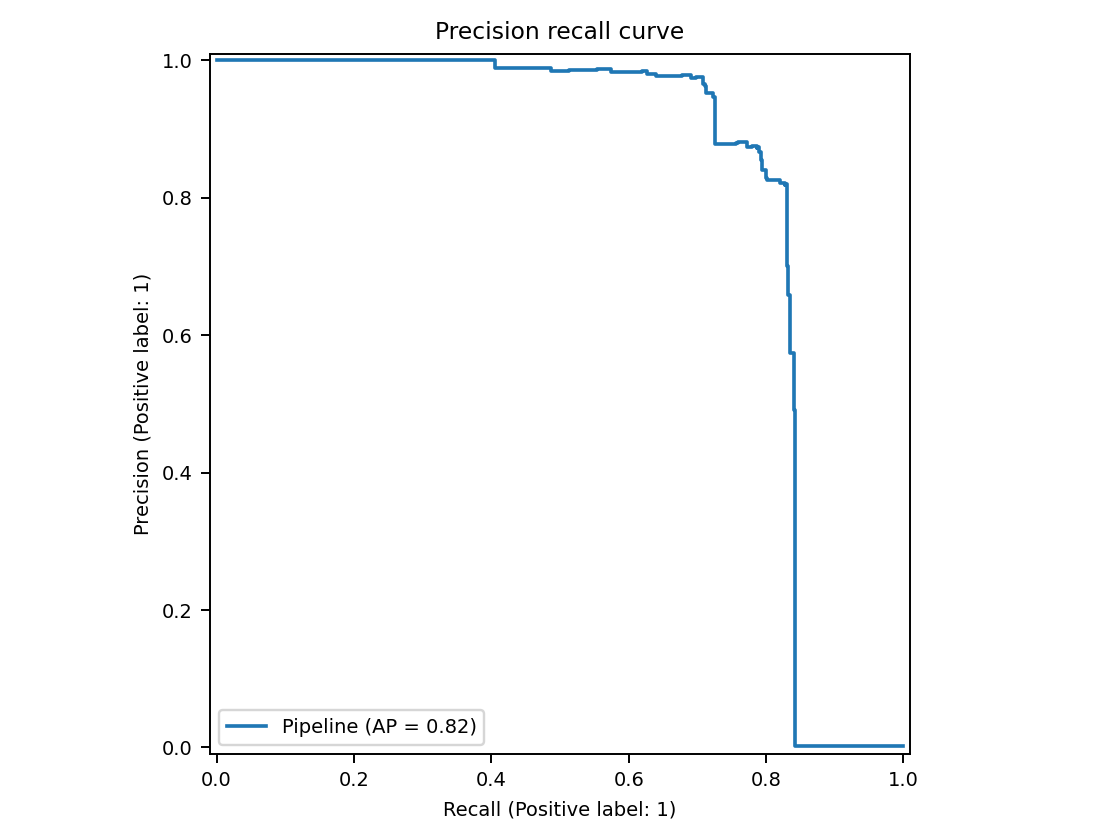 Precision recall curve
1.0
0.8
0.6
0.4
0.2
0.0
Precision (Positive label: 1)
Pipeline (AP = 0.82)
0.0 0.2 0.4 0.6 0.8 1.0
Recall (Positive label: 1)